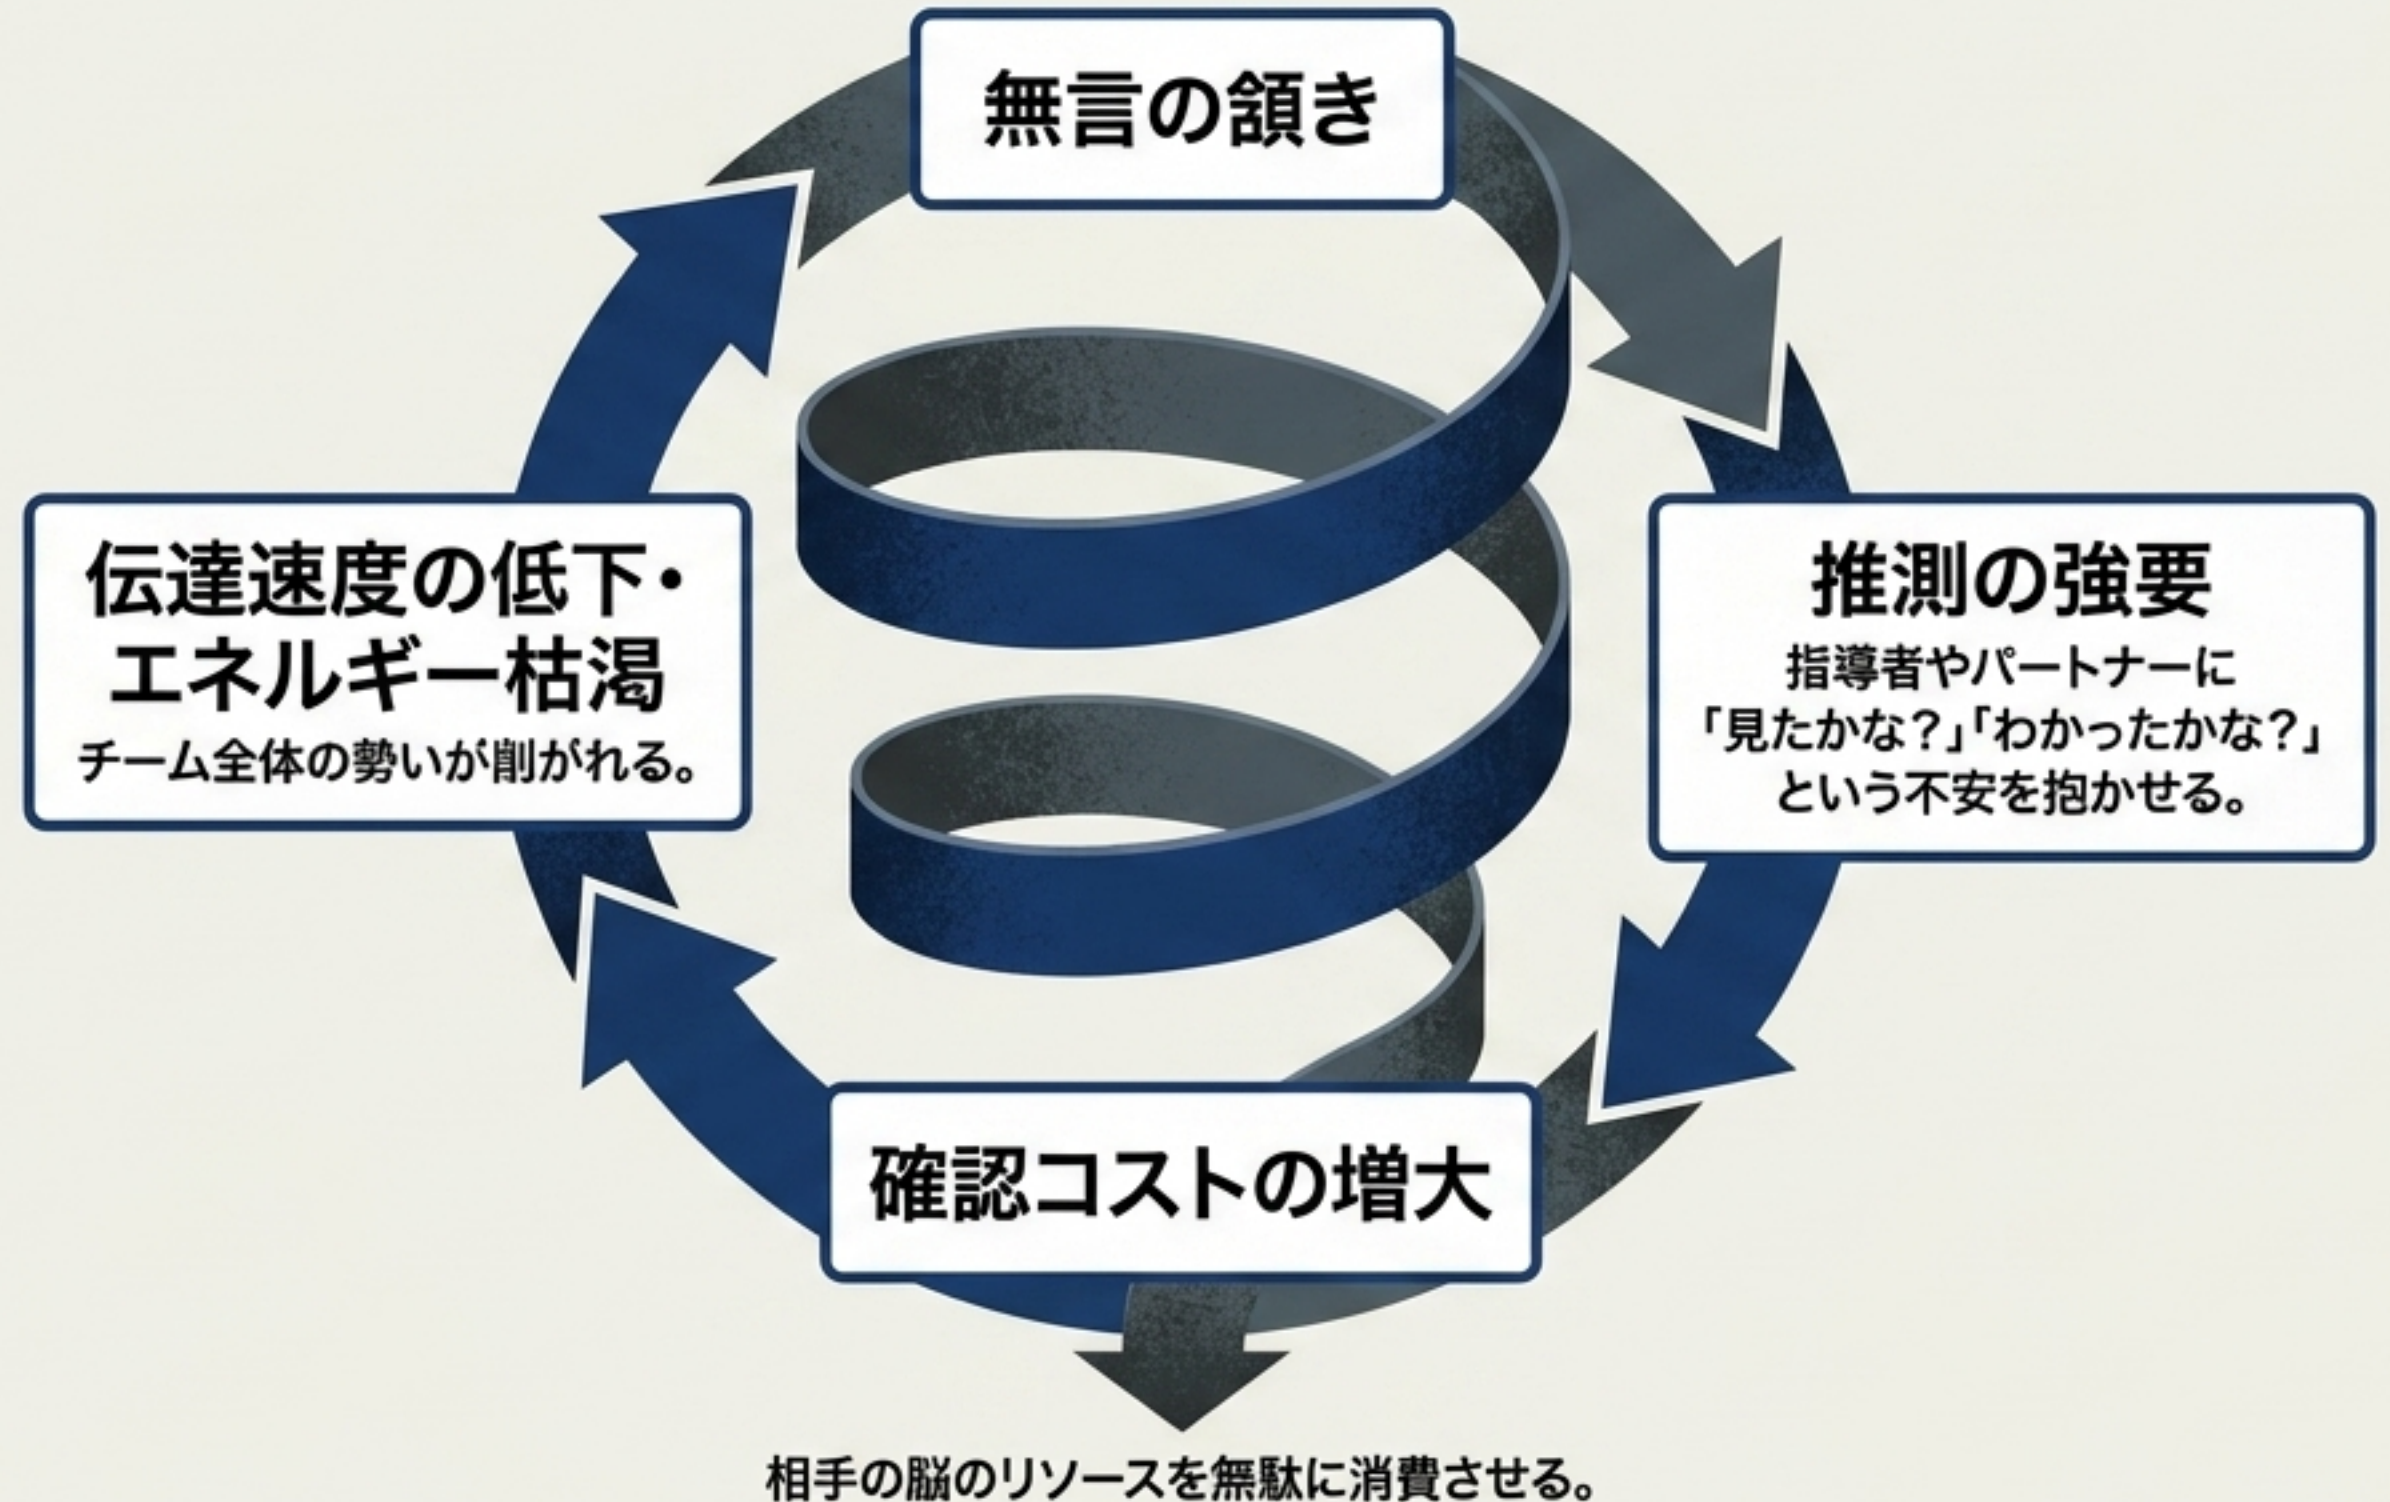 無言の頷き
推測の強要
指導者やパートナーに
「見たかな？」「わかったかな？」
という不安を抱かせる。
確認コストの増大
相手の脳のリソースを無駄に消費させる。
伝達速度の低下・
エネルギー枯渇
チーム全体の勢いが削がれる。